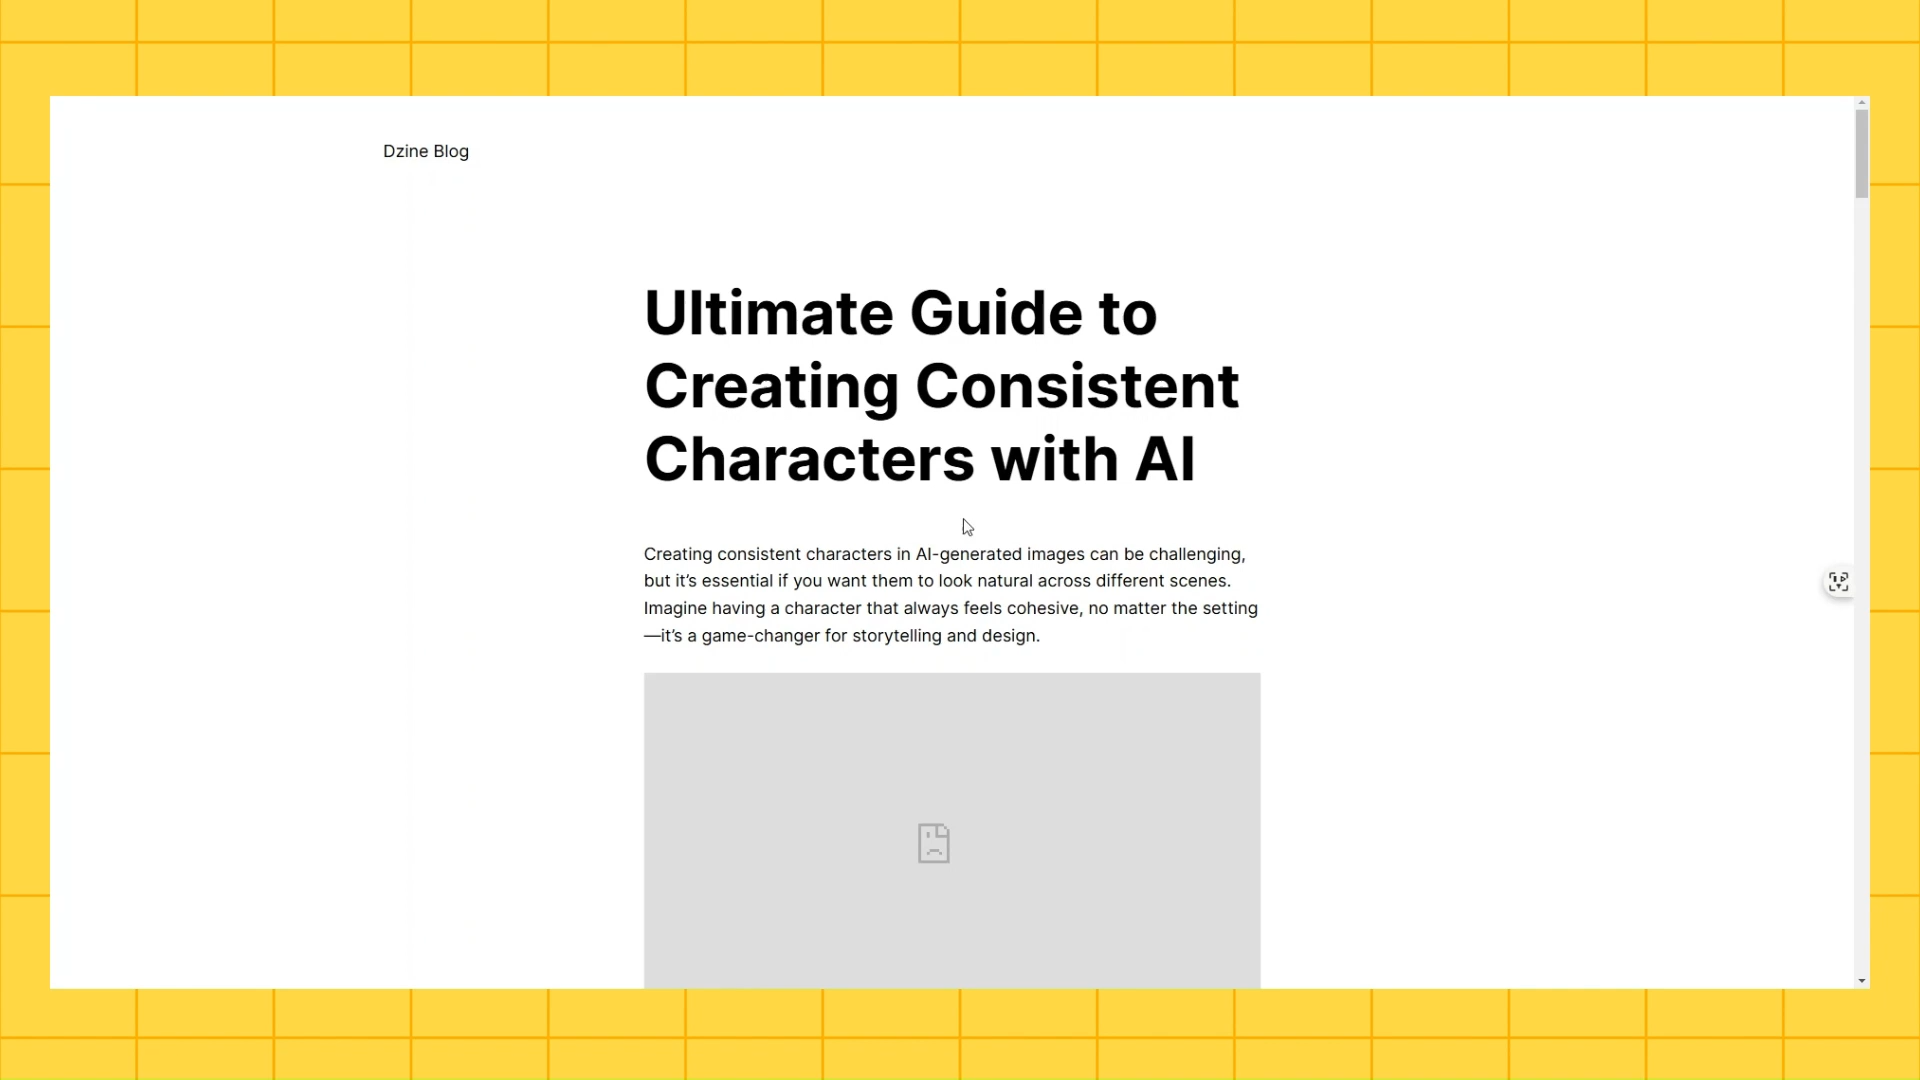 Dzine Blog
Ultimate Guide to
Creating Consistent
Characters with AI
Creating consistent characters in AI-generated images can be challenging,
but it’s essential if you want them to look natural across different scenes.
Imagine having a character that always feels cohesive, no matter the setting
—it’s a game-changer for storytelling and design.